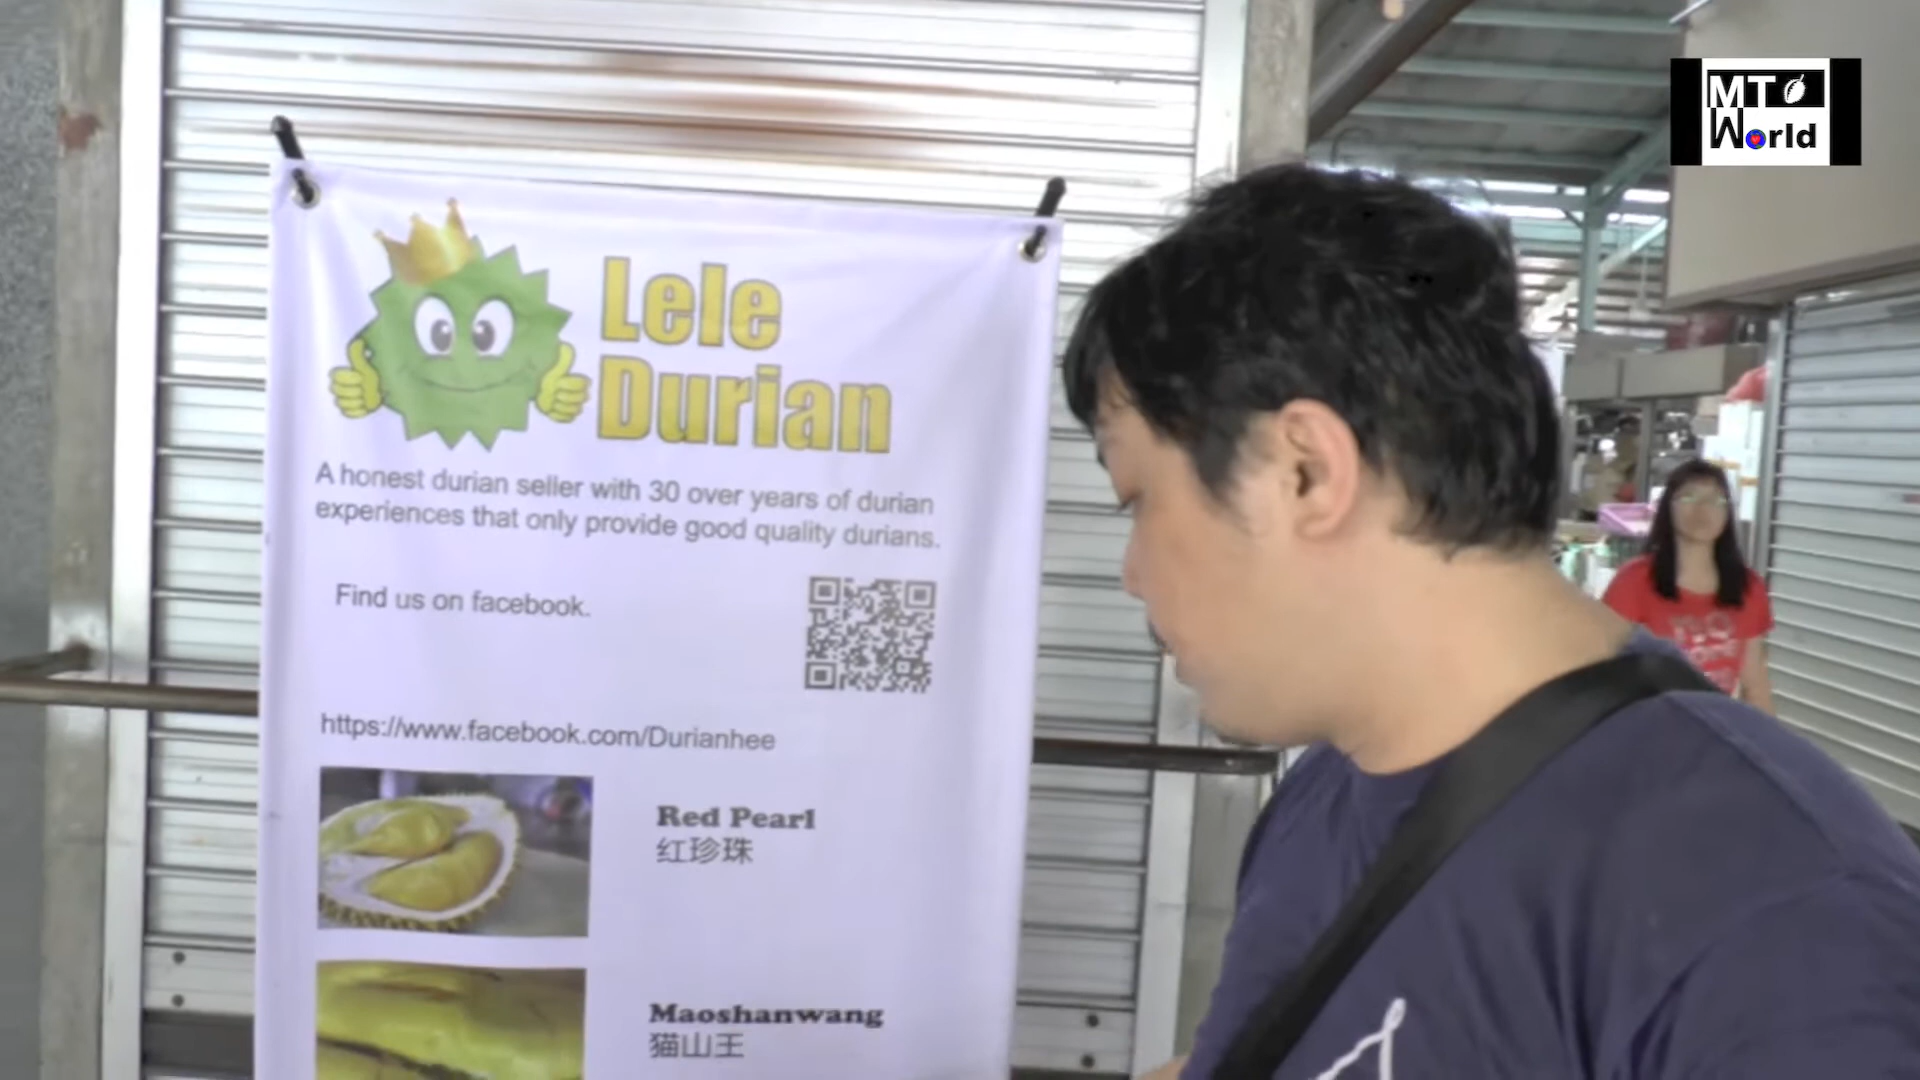 MT
World
Lele
Durian
A honest durian seller with 30 over years of durian
experiences that only provide good quality durians.
Find us on facebook.
https://www.facebook.com/Durianhee
Red Pearl
红珍珠
Maoshanwang
猫山王